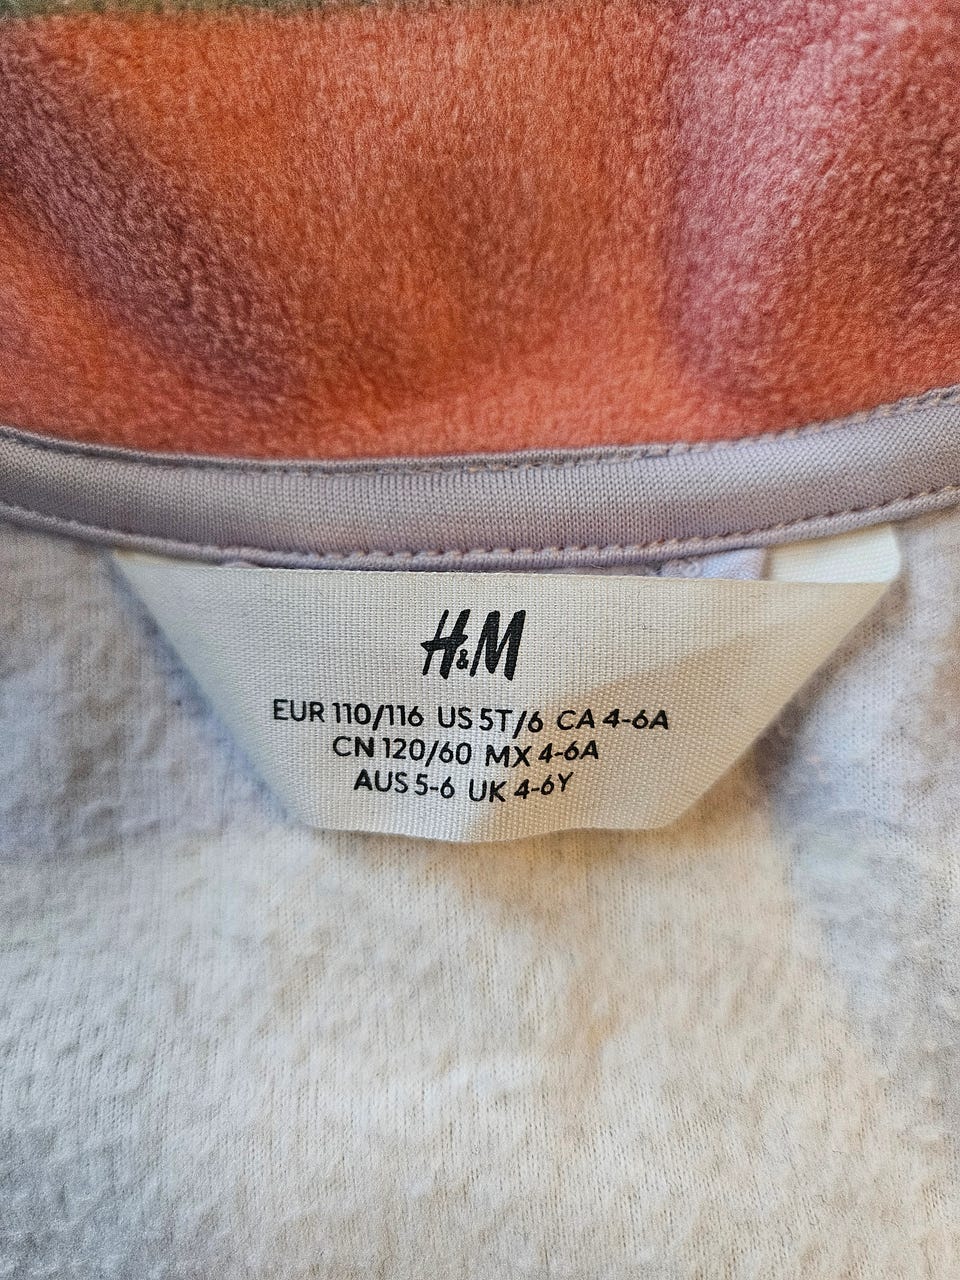 H&M
EUR 110/116 US 5T/6 CA 4-6A
CN 120/60 MX 4-6A
AUS 5-6 UK 4-6Y